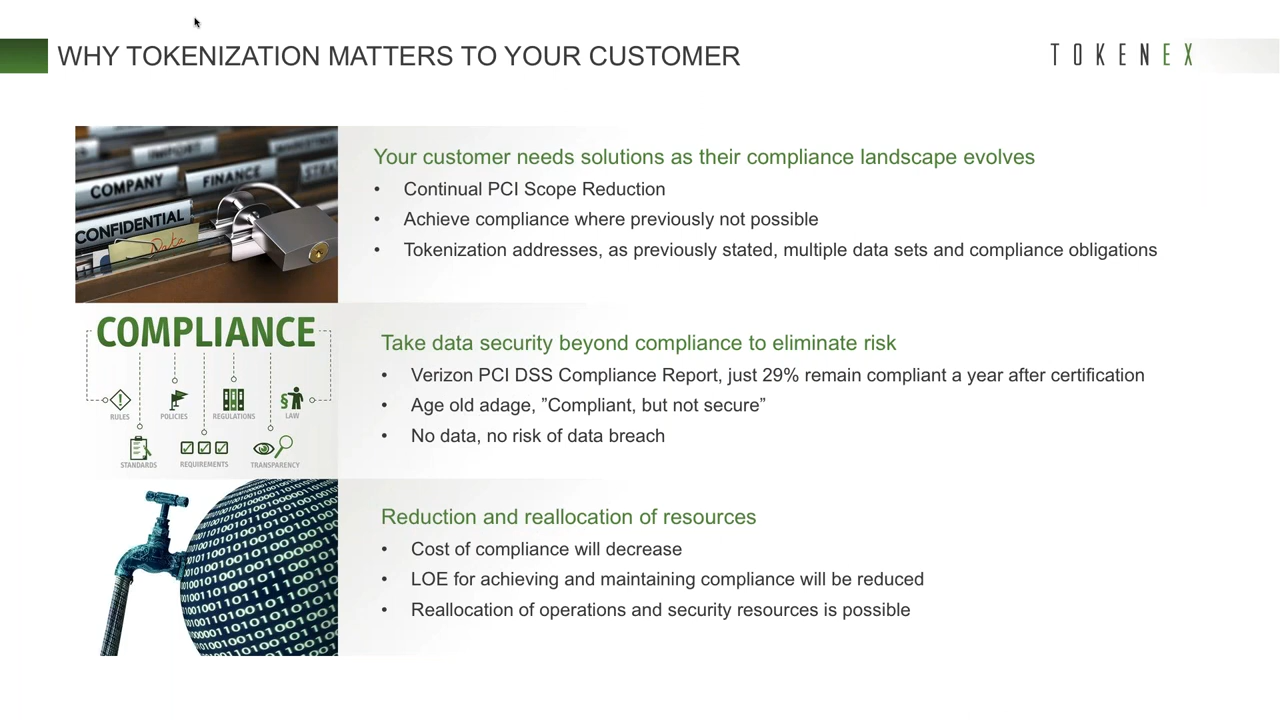 WHY TOKENIZATION MATTERS TO YOUR CUSTOMER
TOKENEX
COMPANY
FINANCE
CONFIDENTIAL
Data
Your customer needs solutions as their compliance landscape evolves
• Continual PCI Scope Reduction
• Achieve compliance where previously not possible
• Tokenization addresses, as previously stated, multiple data sets and compliance obligations
COMPLIANCE
RULES
POLICIES
REGULATIONS
LAW
STANDARDS
REQUIREMENTS
TRANSPARENCY
Take data security beyond compliance to eliminate risk
• Verizon PCI DSS Compliance Report, just 29% remain compliant a year after certification
• Age old adage, ”Compliant, but not secure”
• No data, no risk of data breach
Reduction and reallocation of resources
• Cost of compliance will decrease
• LOE for achieving and maintaining compliance will be reduced
• Reallocation of operations and security resources is possible